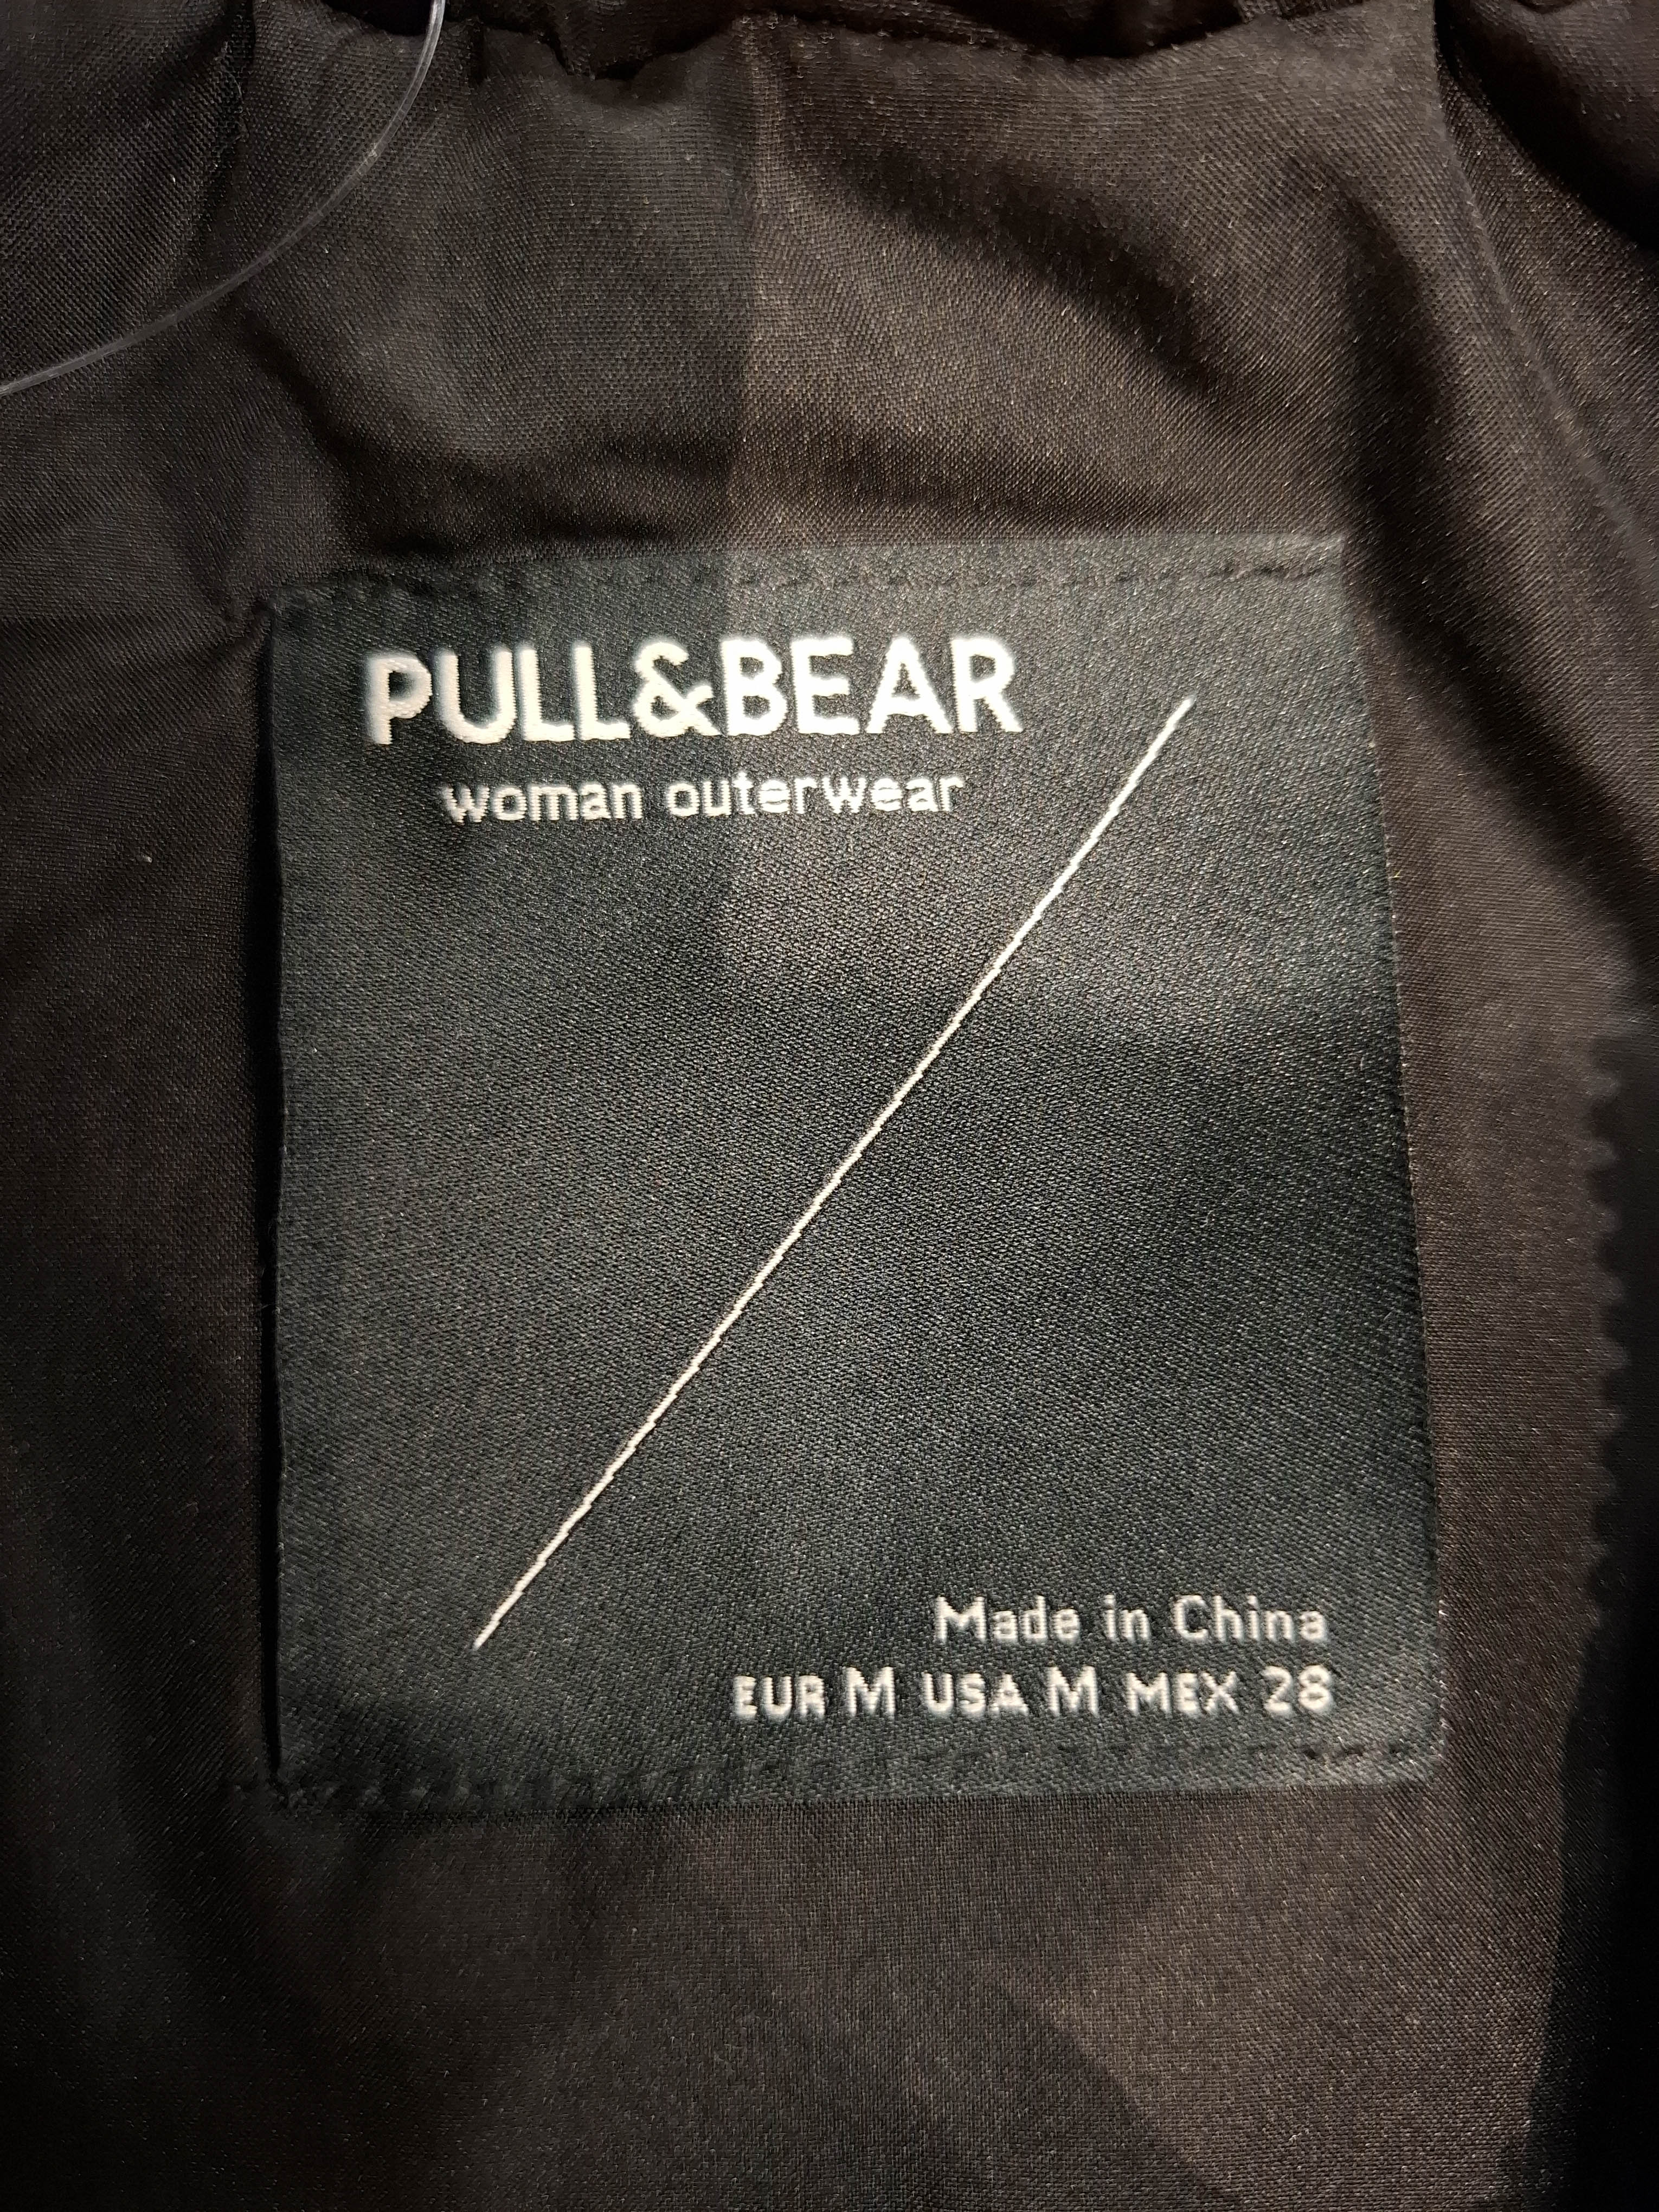 PULL&BEAR
woman outerwear
Made in China
EUR M USA M MEX 28